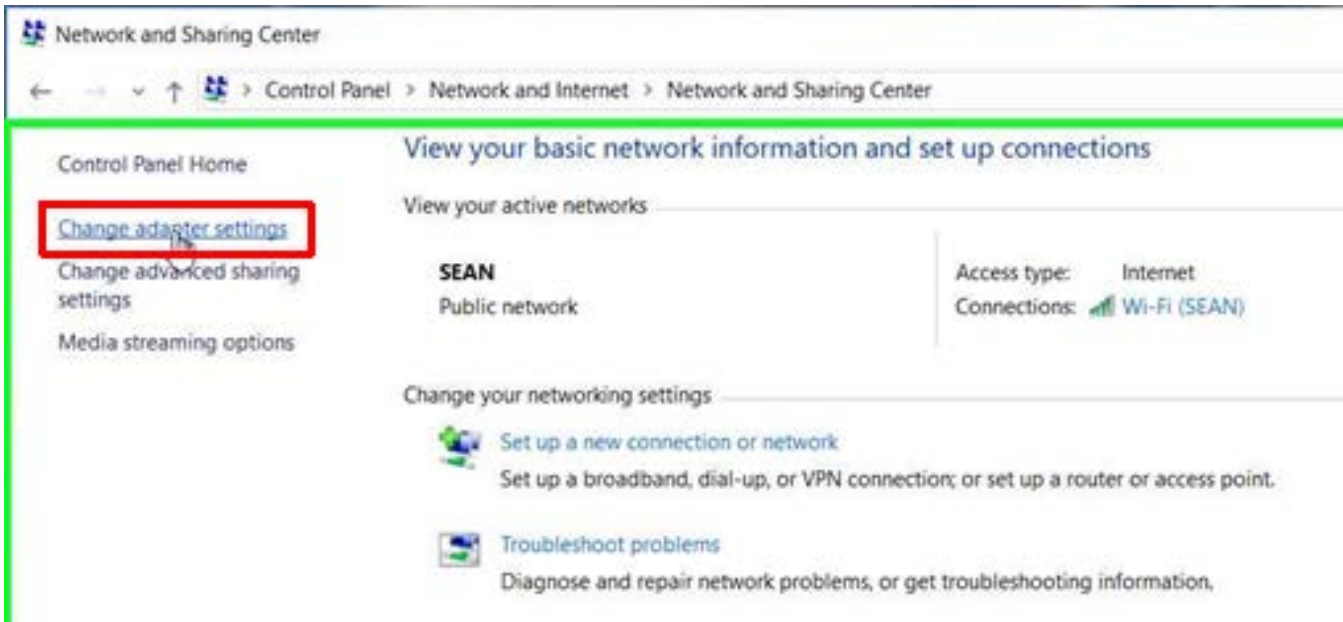 Network and Sharing Center
Control Panel > Network and Internet > Network and Sharing Center
Control Panel Home
Change adapter settings
Change advanced sharing
settings
Media streaming options
View your basic network information and set up connections
View your active networks
SEAN
Public network
Access type: Internet
Connections: Wi-Fi (SEAN)
Change your networking settings
Set up a new connection or network
Set up a broadband, dial-up, or VPN connection; or set up a router or access point.
Troubleshoot problems
Diagnose and repair network problems, or get troubleshooting information.